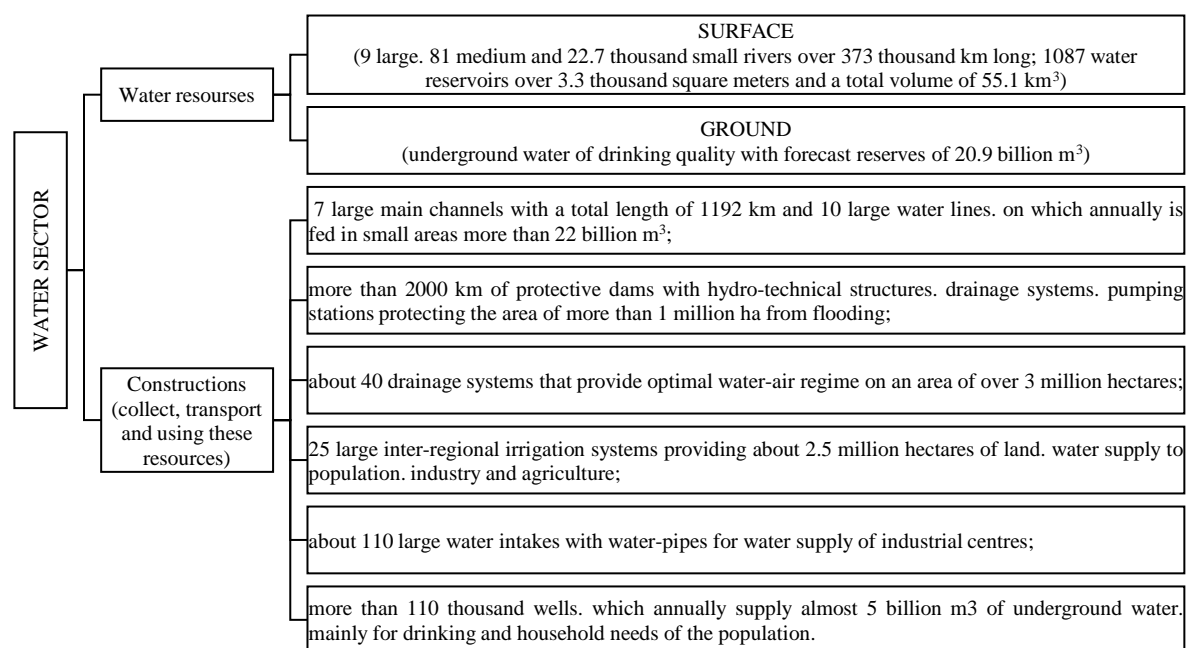 WATER SECTOR
Water resourses
SURFACE
(9 large. 81 medium and 22.7 thousand small rivers over 373 thousand km long; 1087 water
reservoirs over 3.3 thousand square meters and a total volume of 55.1 km³)
GROUND
(underground water of drinking quality with forecast reserves of 20.9 billion m³)
Constructions
(collect, transport
and using these
resources)
7 large main channels with a total length of 1192 km and 10 large water lines. on which annually is
fed in small areas more than 22 billion m³;
more than 2000 km of protective dams with hydro-technical structures. drainage systems. pumping
stations protecting the area of more than 1 million ha from flooding;
about 40 drainage systems that provide optimal water-air regime on an area of over 3 million hectares;
25 large inter-regional irrigation systems providing about 2.5 million hectares of land. water supply to
population. industry and agriculture;
about 110 large water intakes with water-pipes for water supply of industrial centres;
more than 110 thousand wells. which annually supply almost 5 billion m3 of underground water.
mainly for drinking and household needs of the population.